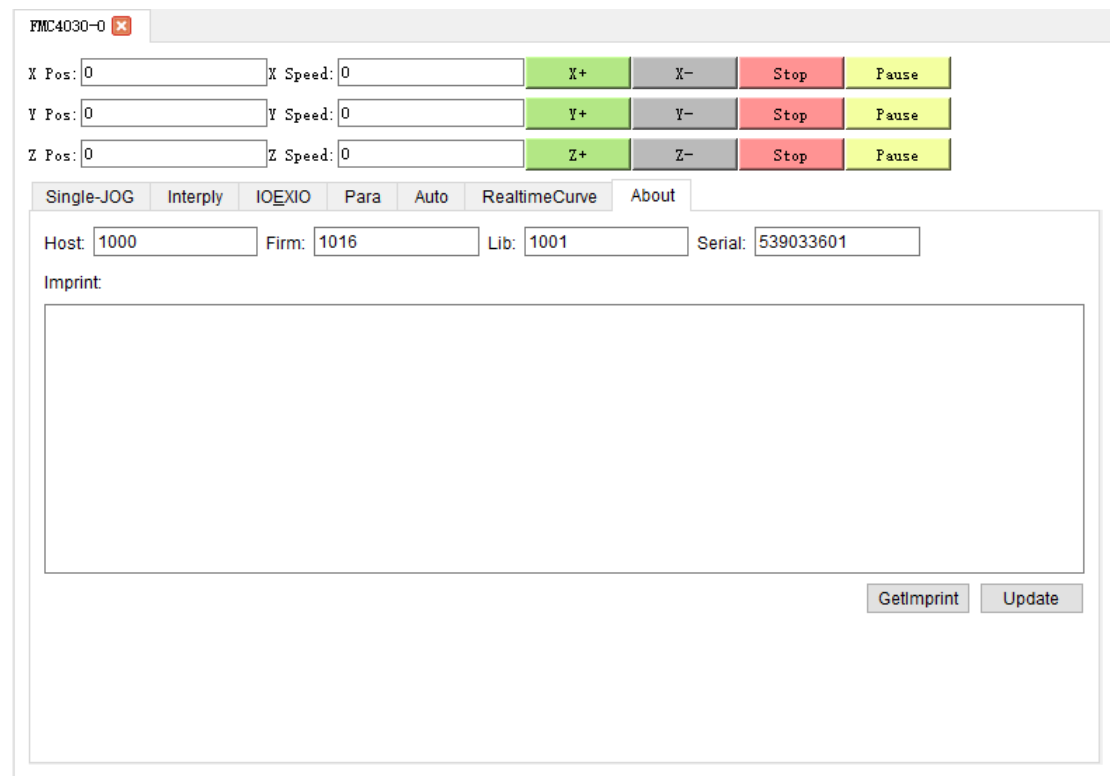 FMC4030-0
X Pos: 0 X Speed: 0 X+ X- Stop Pause
Y Pos: 0 Y Speed: 0 Y+ Y- Stop Pause
Z Pos: 0 Z Speed: 0 Z+ Z- Stop Pause
Single-JOG Interply IOEXIO Para Auto RealtimeCurve About
Host: 1000 Firm: 1016 Lib: 1001 Serial: 539033601
Imprint:
GetImprint Update